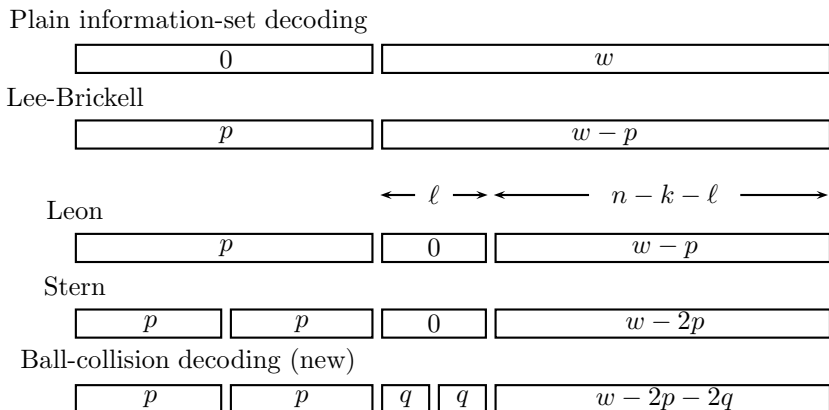 Plain information-set decoding
0 w
Lee-Brickell
p w − p
ℓ n − k − ℓ
Leon
p 0 w − p
Stern
p p 0 w − 2p
Ball-collision decoding (new)
p p q q w − 2p − 2q